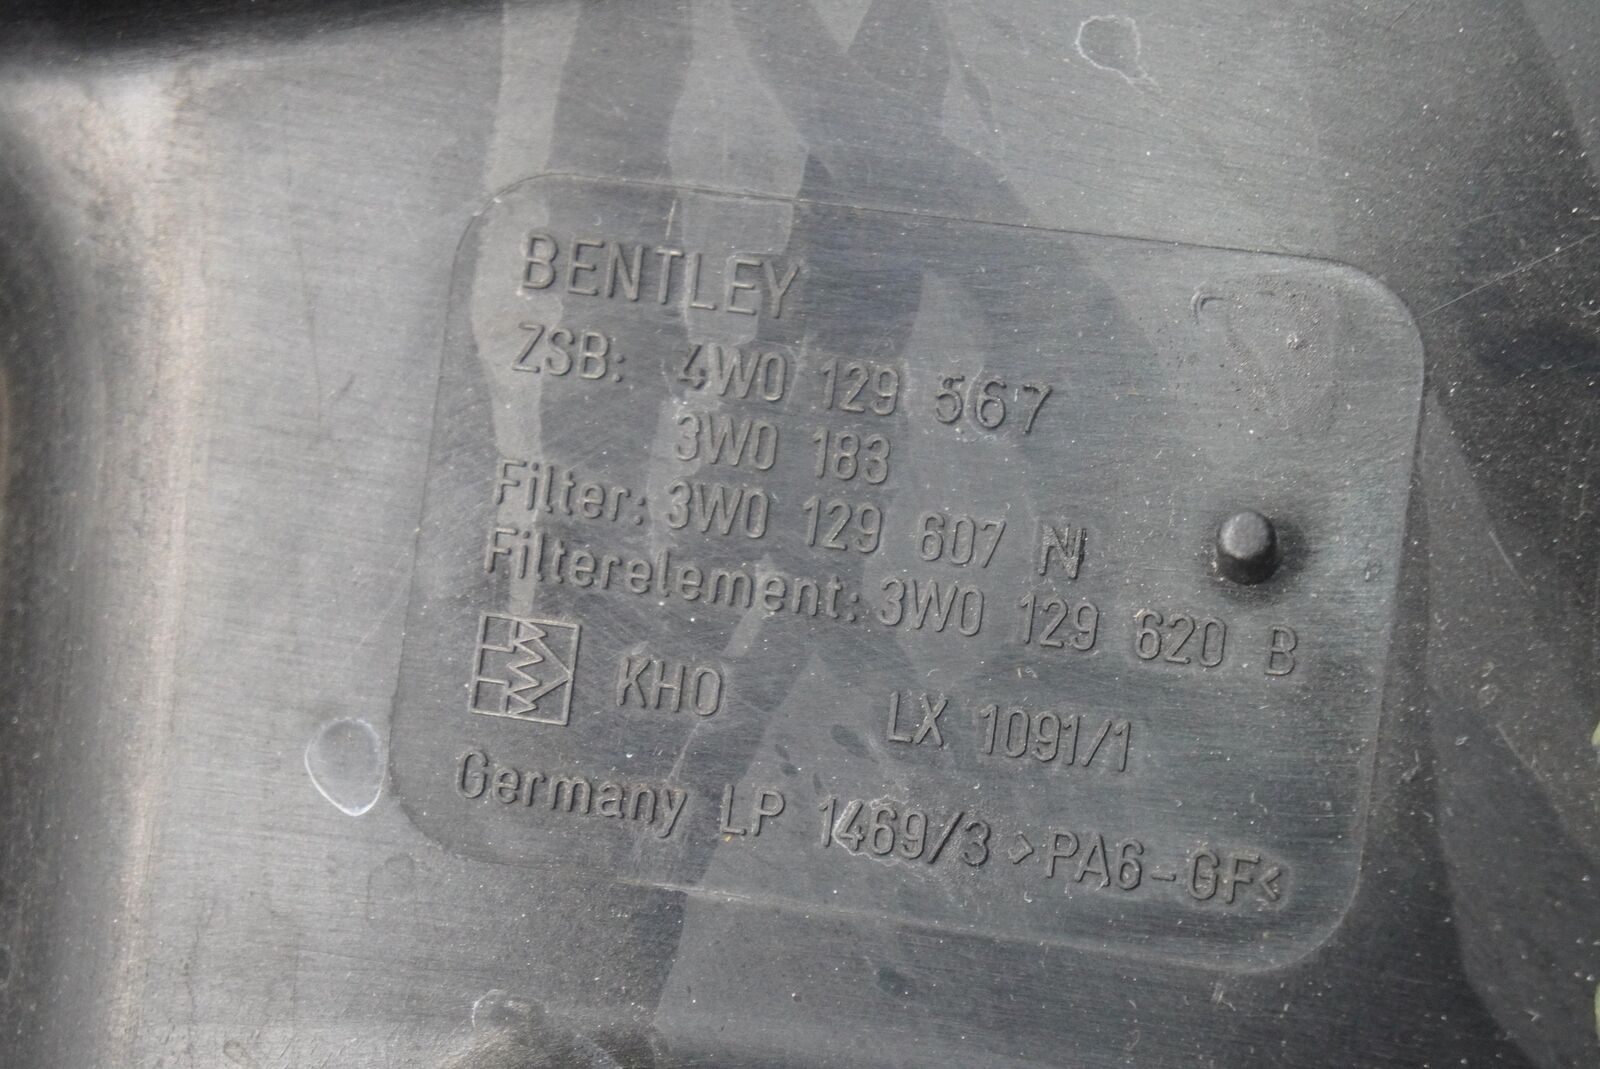 BENTLEY
ZSB: 4W0 129 567
3W0 183
Filter: 3W0 129 607 N
Filterelement: 3W0 129 620 B
KHO LX 1091/1
Germany LP 1469/3 >PA6-GF<